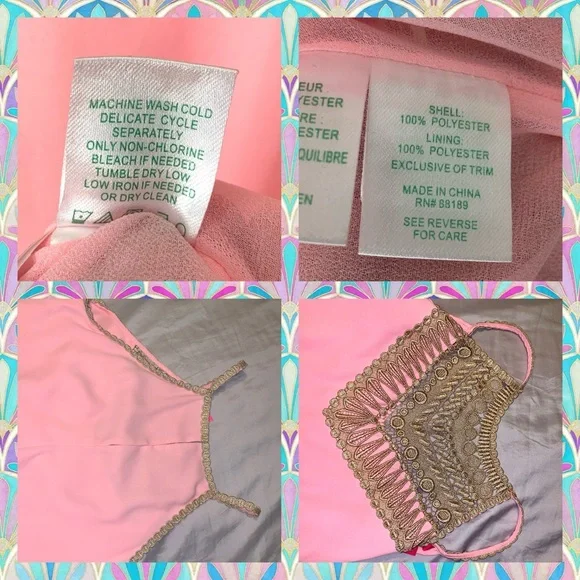 MACHINE WASH COLD
DELICATE CYCLE
SEPARATELY
ONLY NON-CHLORINE
BLEACH IF NEEDED
TUMBLE DRY LOW
LOW IRON IF NEEDED
OR DRY CLEAN
EUR
YESTER
RE :
ESTER
EQUILIBRE
EN
SHELL:
100% POLYESTER
LINING:
100% POLYESTER
EXCLUSIVE OF TRIM
MADE IN CHINA
RN# 88189
SEE REVERSE
FOR CARE